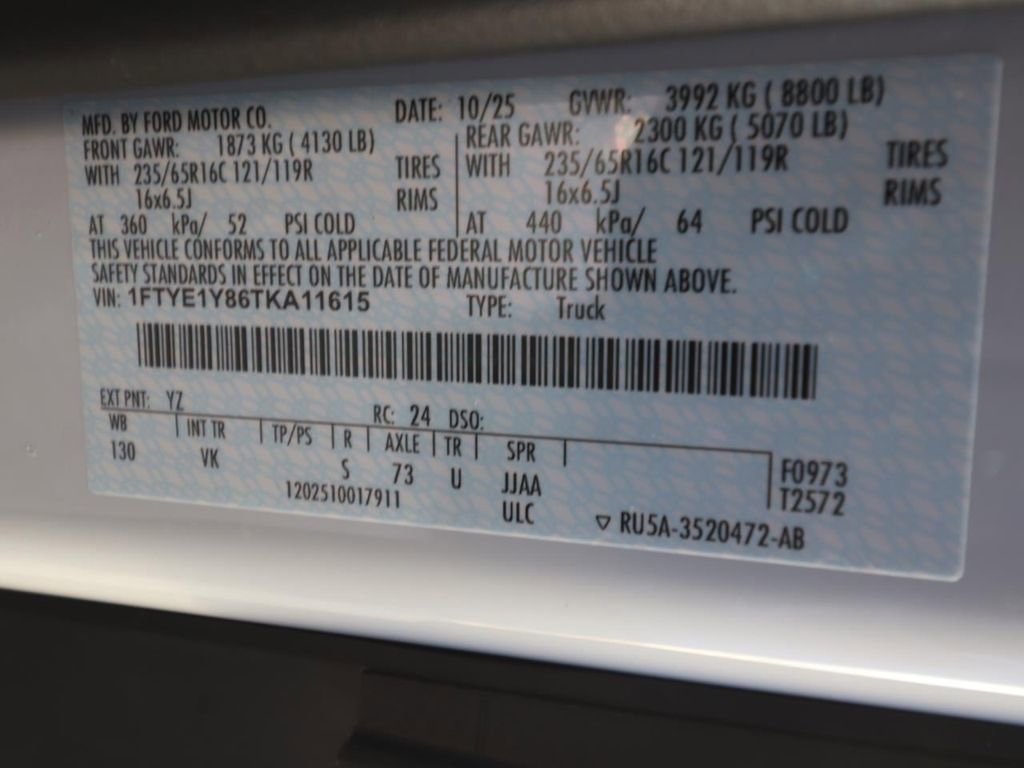 MFD. BY FORD MOTOR CO. DATE: 10/25 GVWR: 3992 KG ( 8800 LB)
FRONT GAWR: 1873 KG ( 4130 LB) REAR GAWR: 2300 KG ( 5070 LB)
WITH 235/65R16C 121/119R TIRES WITH 235/65R16C 121/119R TIRES
16x6.5J RIMS 16x6.5J RIMS
AT 360 kPa/ 52 PSI COLD AT 440 kPa/ 64 PSI COLD
THIS VEHICLE CONFORMS TO ALL APPLICABLE FEDERAL MOTOR VEHICLE
SAFETY STANDARDS IN EFFECT ON THE DATE OF MANUFACTURE SHOWN ABOVE.
VIN: 1FTYE1Y86TKA11615 TYPE: Truck
EXT PNT: YZ RC: 24 DSO:
WB INT TR TP/PS R AXLE TR SPR
130 VK S 73 U JJAA F0973
1202510017911 ULC T2572
▽ RU5A-3520472-AB